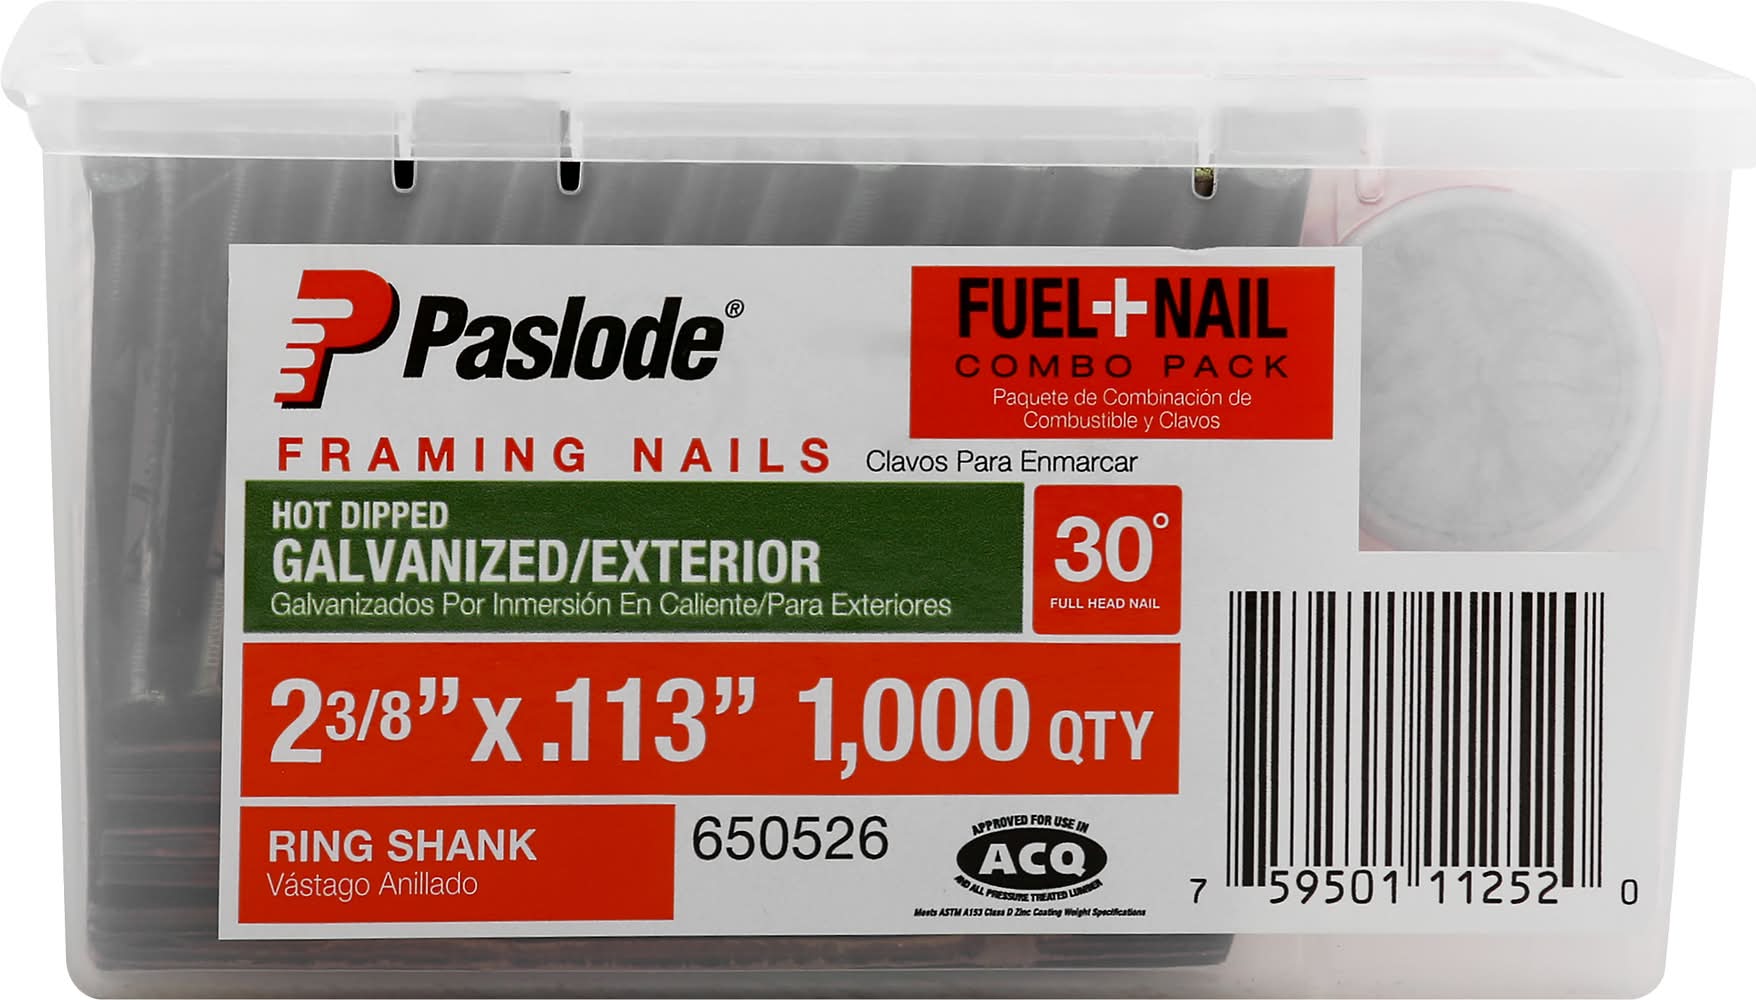 Paslode®
FUEL+NAIL
COMBO PACK
Paquete de Combinación de
Combustible y Clavos
FRAMING NAILS Clavos Para Enmarcar
HOT DIPPED
GALVANIZED/EXTERIOR
Galvanizados Por Inmersión En Caliente/Para Exteriores
30°
FULL HEAD NAIL
2 3/8” x .113” 1,000 QTY
RING SHANK
Vástago Anillado
650526
APPROVED FOR USE IN
ACQ
AND ALL PRESSURE TREATED LUMBER
Meets ASTM A153 Class D Zinc Coating Weight Specifications
7 59501 11252 0